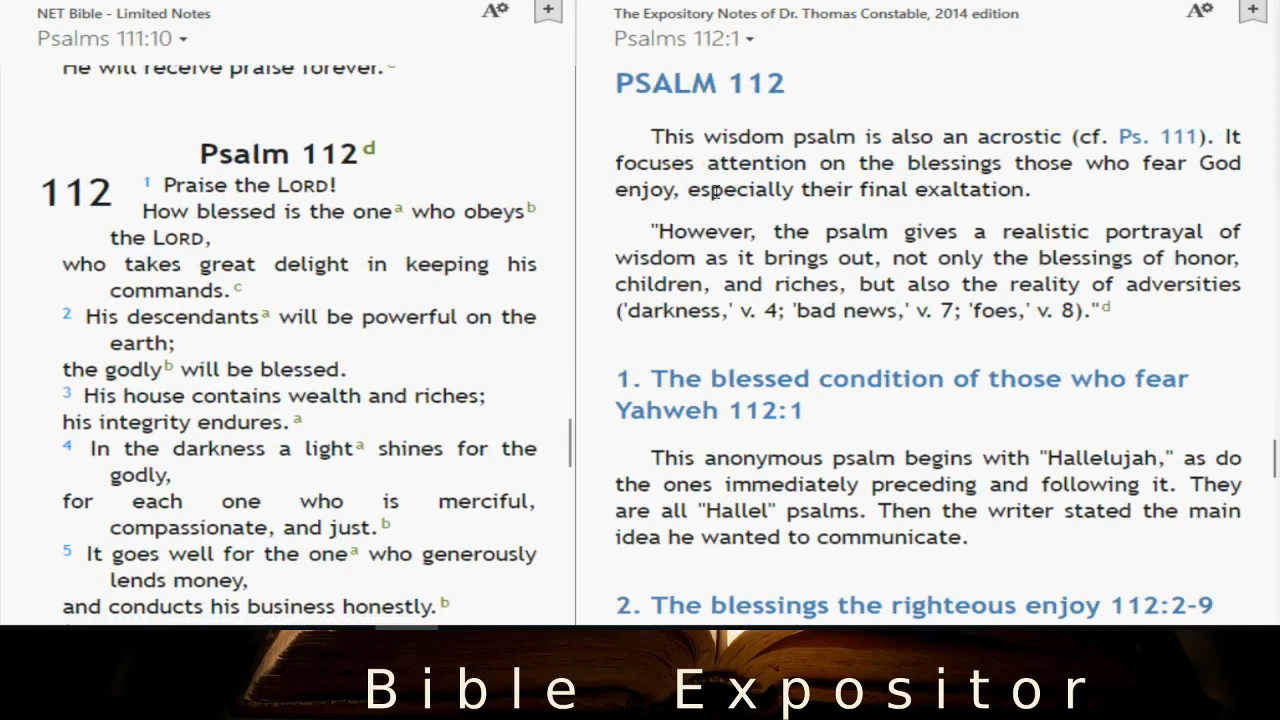 NET Bible - Limited Notes
Psalms 111:10
He will receive praise forever. c
Psalm 112 d
112 1 Praise the LORD!
How blessed is the one a who obeys b
the LORD,
who takes great delight in keeping his
commands. c
2 His descendants a will be powerful on the
earth;
the godly b will be blessed.
3 His house contains wealth and riches;
his integrity endures. a
4 In the darkness a light a shines for the
godly,
for each one who is merciful,
compassionate, and just. b
5 It goes well for the one a who generously
lends money,
and conducts his business honestly. b
The Expository Notes of Dr. Thomas Constable, 2014 edition
Psalms 112:1
PSALM 112
This wisdom psalm is also an acrostic (cf. Ps. 111). It
focuses attention on the blessings those who fear God
enjoy, especially their final exaltation.
"However, the psalm gives a realistic portrayal of
wisdom as it brings out, not only the blessings of honor,
children, and riches, but also the reality of adversities
('darkness,' v. 4; 'bad news,' v. 7; 'foes,' v. 8)." d
1. The blessed condition of those who fear
Yahweh 112:1
This anonymous psalm begins with "Hallelujah," as do
the ones immediately preceding and following it. They
are all "Hallel" psalms. Then the writer stated the main
idea he wanted to communicate.
2. The blessings the righteous enjoy 112:2-9
Bible Expositor